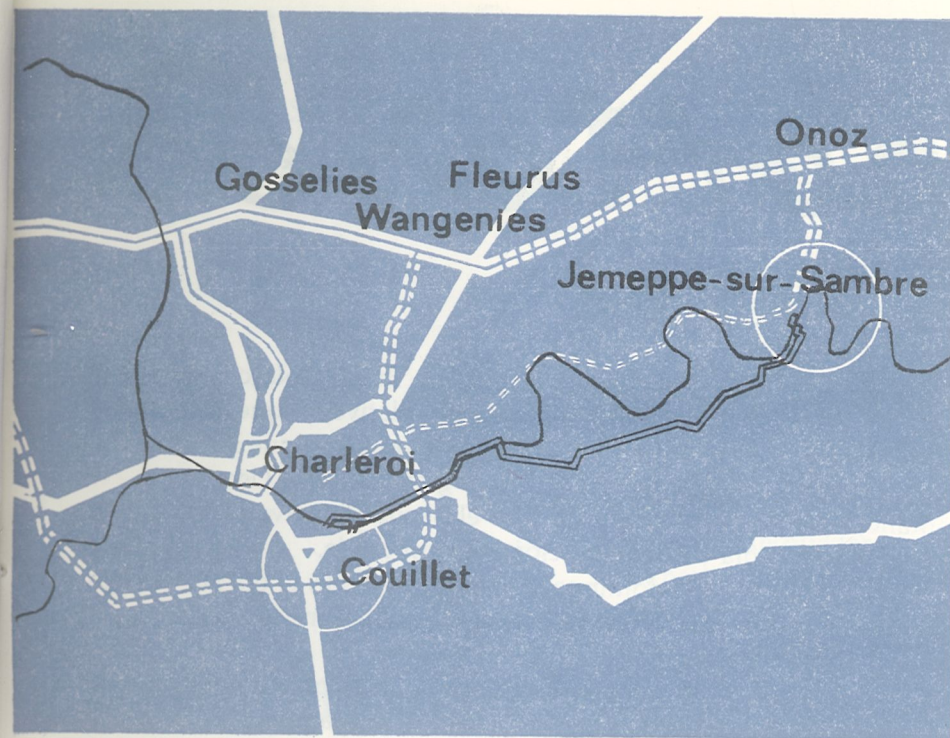 Onoz
Gosselies
Fleurus
Wangenies
Jemeppe-sur-Sambre
Charleroi
Couillet